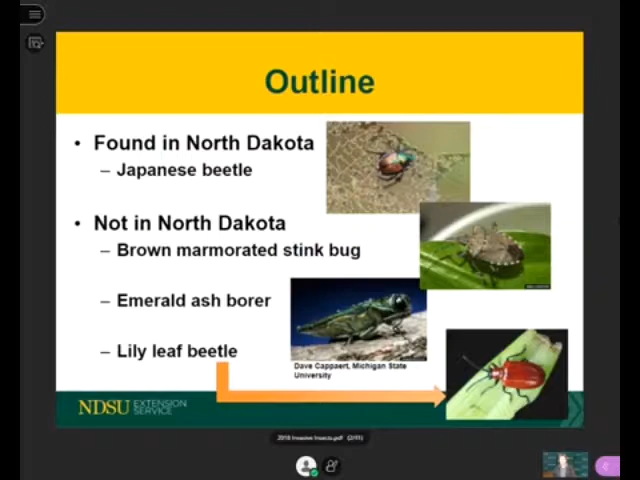 Outline
• Found in North Dakota
– Japanese beetle
• Not in North Dakota
– Brown marmorated stink bug
– Emerald ash borer
– Lily leaf beetle
Dave Cappaert, Michigan State
University
NDSU EXTENSION
SERVICE
2018 Invasive Insects.pdf (2/91)